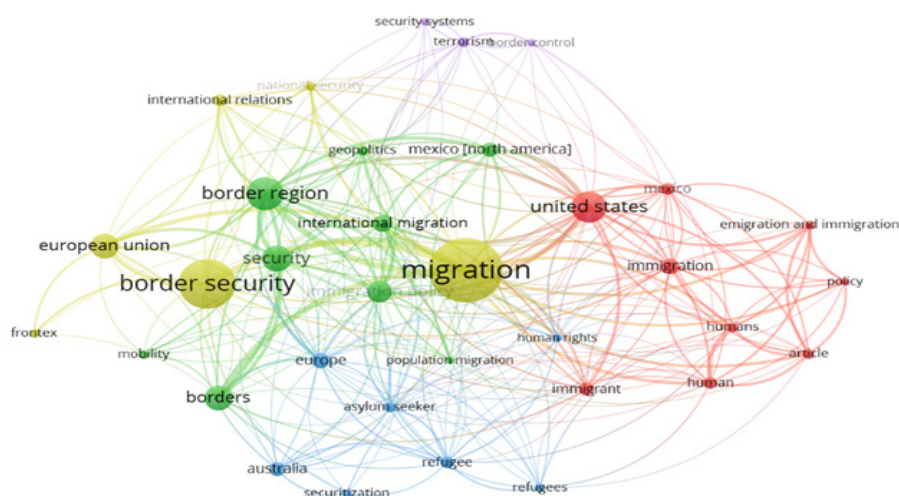 security systems
terrorism
border control
national security
international relations
geopolitics
mexico [north america]
border region
united states
mexico
international migration
emigration and immigration
european union
security
migration
immigration
border security
immigration policy
policy
frontex
mobility
human rights
humans
europe
population migration
article
immigrant
human
borders
asylum seeker
australia
refugee
securitization
refugees